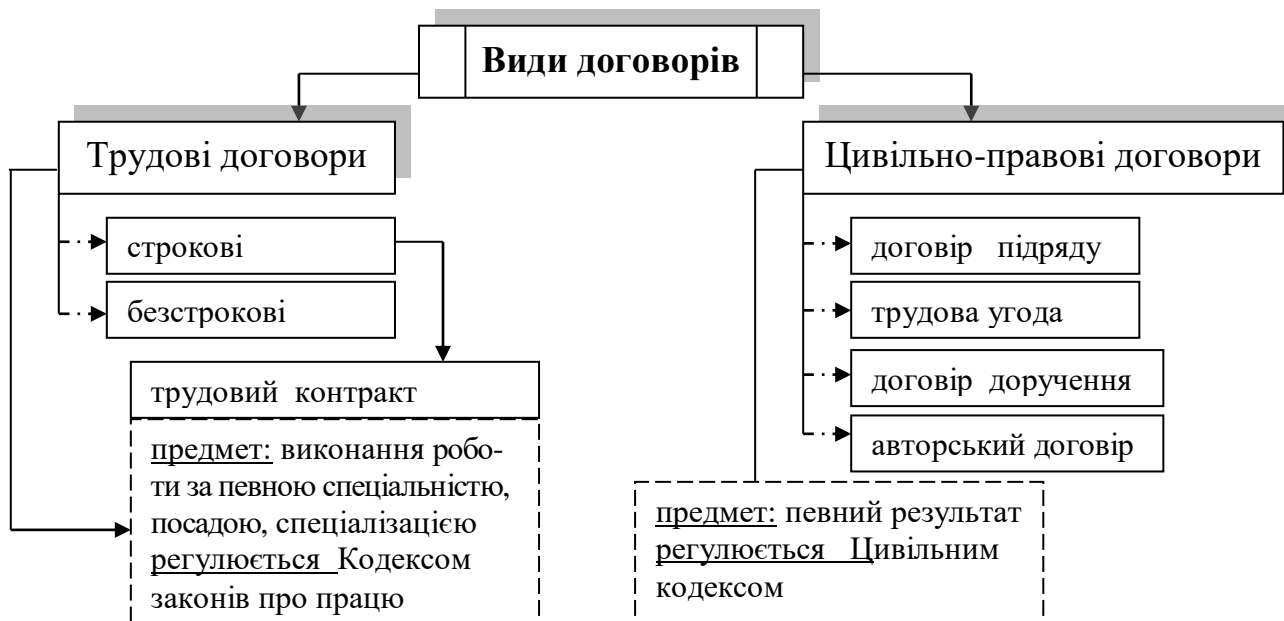 Види договорів
Трудові договори
строкові
безстрокові
трудовий контракт
предмет: виконання робо-
ти за певною спеціальністю,
посадою, спеціалізацією
регулюється Кодексом
законів про працю
Цивільно-правові договори
договір підряду
трудова угода
договір доручення
авторський договір
предмет: певний результат
регулюється Цивільним
кодексом